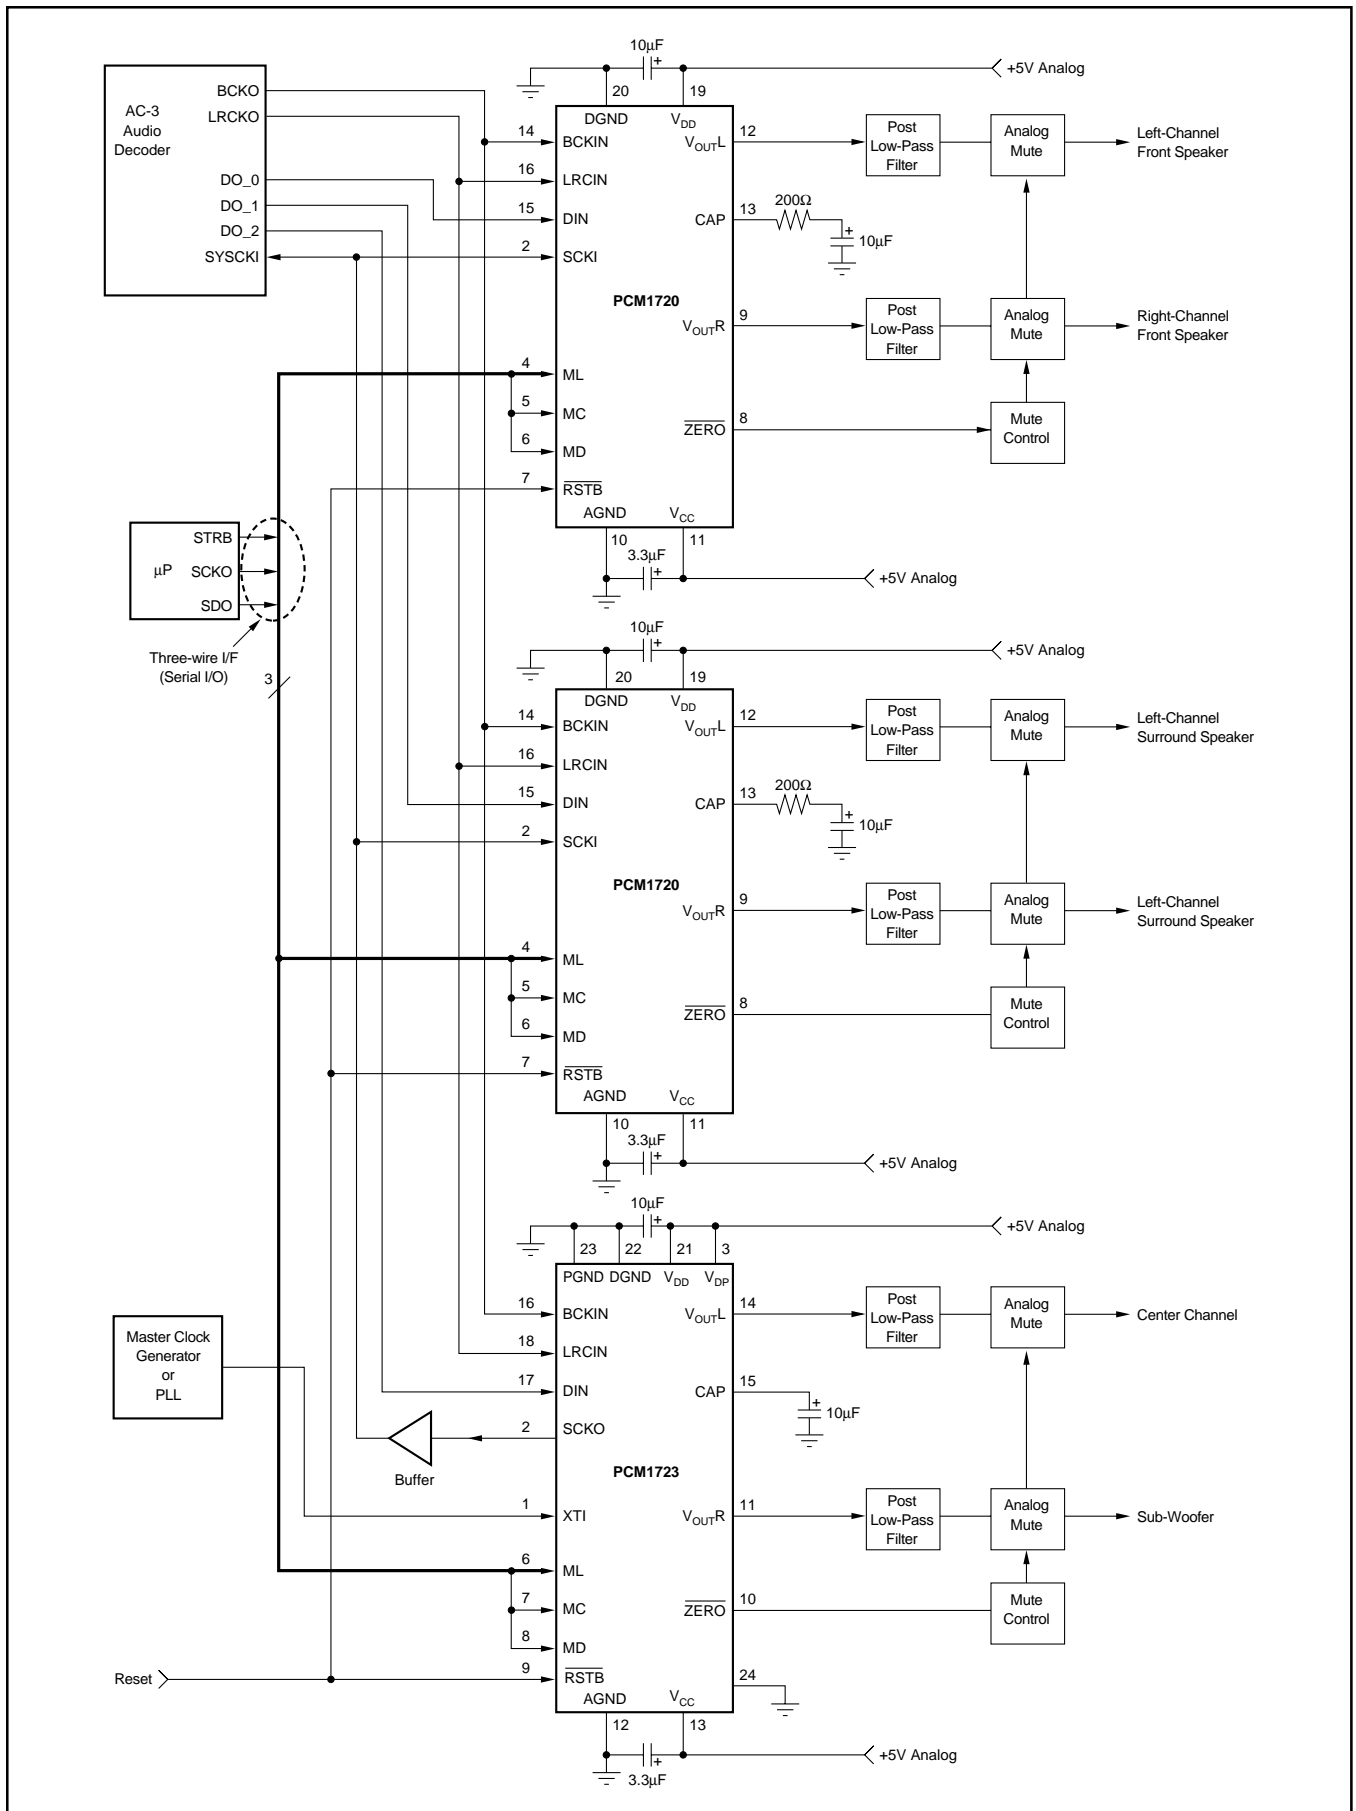 10µF
+5V Analog
20
19
AC-3
Audio
Decoder
BCKO
LRCKO
DO_0
DO_1
DO_2
SYSCKI
DGND
VDD
14
BCKIN
16
LRCIN
15
DIN
2
SCKI
VOUTL
12
Post
Low-Pass
Filter
Analog
Mute
Left-Channel
Front Speaker
CAP
13
200Ω
+
10µF
PCM1720
VOUTR
9
Post
Low-Pass
Filter
Analog
Mute
Right-Channel
Front Speaker
4
ML
5
MC
6
MD
7
RSTB
ZERO
8
Mute
Control
AGND
VCC
10
11
3.3µF
+
+5V Analog
µP
STRB
SCKO
SDO
Three-wire I/F
(Serial I/O)
3
10µF
+
+5V Analog
20
19
DGND
VDD
14
BCKIN
16
LRCIN
15
DIN
2
SCKI
VOUTL
12
Post
Low-Pass
Filter
Analog
Mute
Left-Channel
Surround Speaker
CAP
13
200Ω
+
10µF
PCM1720
VOUTR
9
Post
Low-Pass
Filter
Analog
Mute
Left-Channel
Surround Speaker
4
ML
5
MC
6
MD
7
RSTB
ZERO
8
Mute
Control
AGND
VCC
10
11
3.3µF
+
+5V Analog
10µF
+
+5V Analog
23
22
21
3
PGND
DGND
VDD
VDP
16
BCKIN
18
LRCIN
17
DIN
2
SCKO
Buffer
Master Clock
Generator
or
PLL
VOUTL
14
Post
Low-Pass
Filter
Analog
Mute
Center Channel
CAP
15
+
10µF
PCM1723
1
XTI
VOUTR
11
Post
Low-Pass
Filter
Analog
Mute
Sub-Woofer
6
ML
7
MC
8
MD
9
RSTB
Reset
ZERO
10
Mute
Control
24
AGND
VCC
12
13
+
3.3µF
+5V Analog